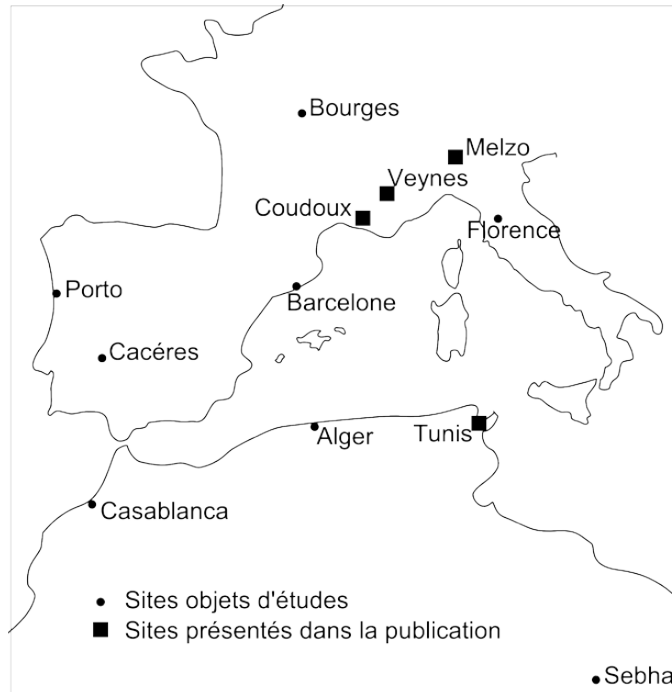 Bourges
Melzo
Veynes
Coudoux
Florence
Porto
Barcelone
Cacéres
Alger
Tunis
Casablanca
Sites objets d'études
Sites présentés dans la publication
Sebha